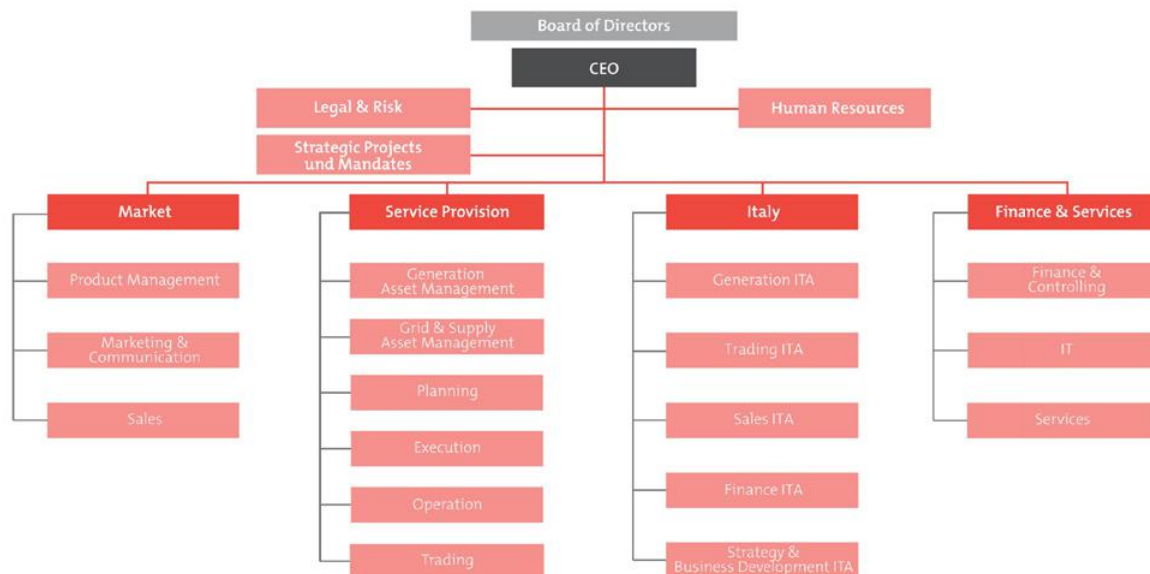 Board of Directors
CEO
Legal & Risk
Human Resources
Strategic Projects
und Mandates
Market
Service Provision
Italy
Finance & Services
Product Management
Marketing &
Communication
Sales
Generation
Asset Management
Grid & Supply
Asset Management
Planning
Execution
Operation
Trading
Generation ITA
Trading ITA
Sales ITA
Finance ITA
Strategy &
Business Development ITA
Finance &
Controlling
IT
Services